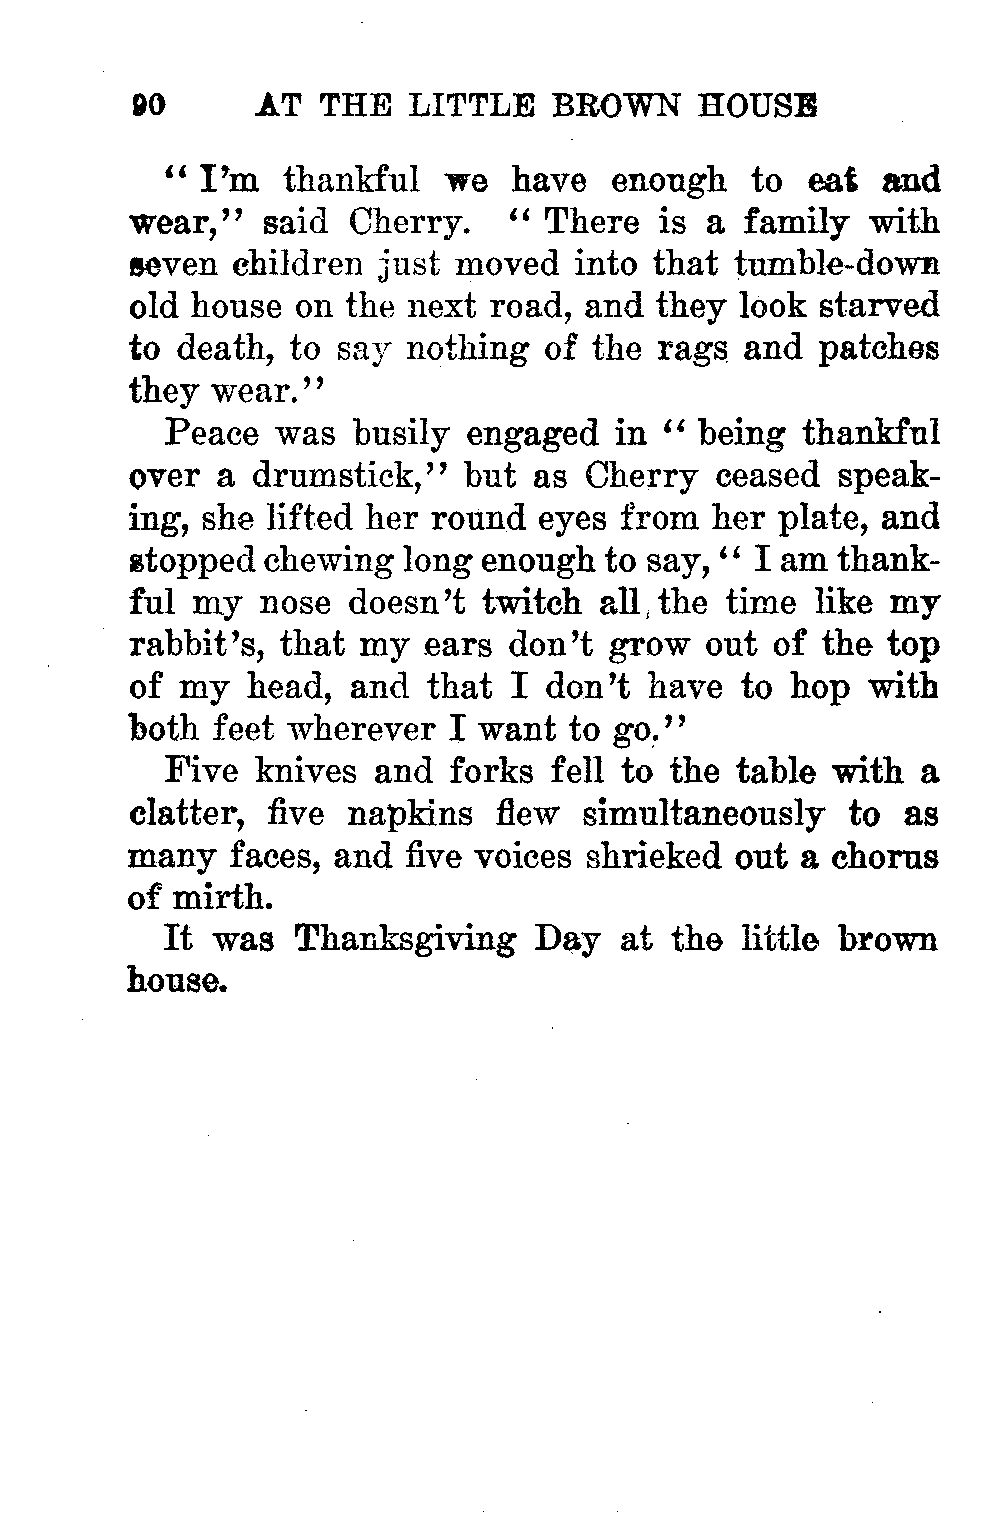 90 AT THE LITTLE BROWN HOUSE
“ I’m thankful we have enough to eat and
wear,” said Cherry. “ There is a family with
seven children just moved into that tumble-down
old house on the next road, and they look starved
to death, to say nothing of the rags and patches
they wear.”
Peace was busily engaged in “ being thankful
over a drumstick,” but as Cherry ceased speak-
ing, she lifted her round eyes from her plate, and
stopped chewing long enough to say, “ I am thank-
ful my nose doesn’t twitch all the time like my
rabbit’s, that my ears don’t grow out of the top
of my head, and that I don’t have to hop with
both feet wherever I want to go.”
Five knives and forks fell to the table with a
clatter, five napkins flew simultaneously to as
many faces, and five voices shrieked out a chorus
of mirth.
It was Thanksgiving Day at the little brown
house.